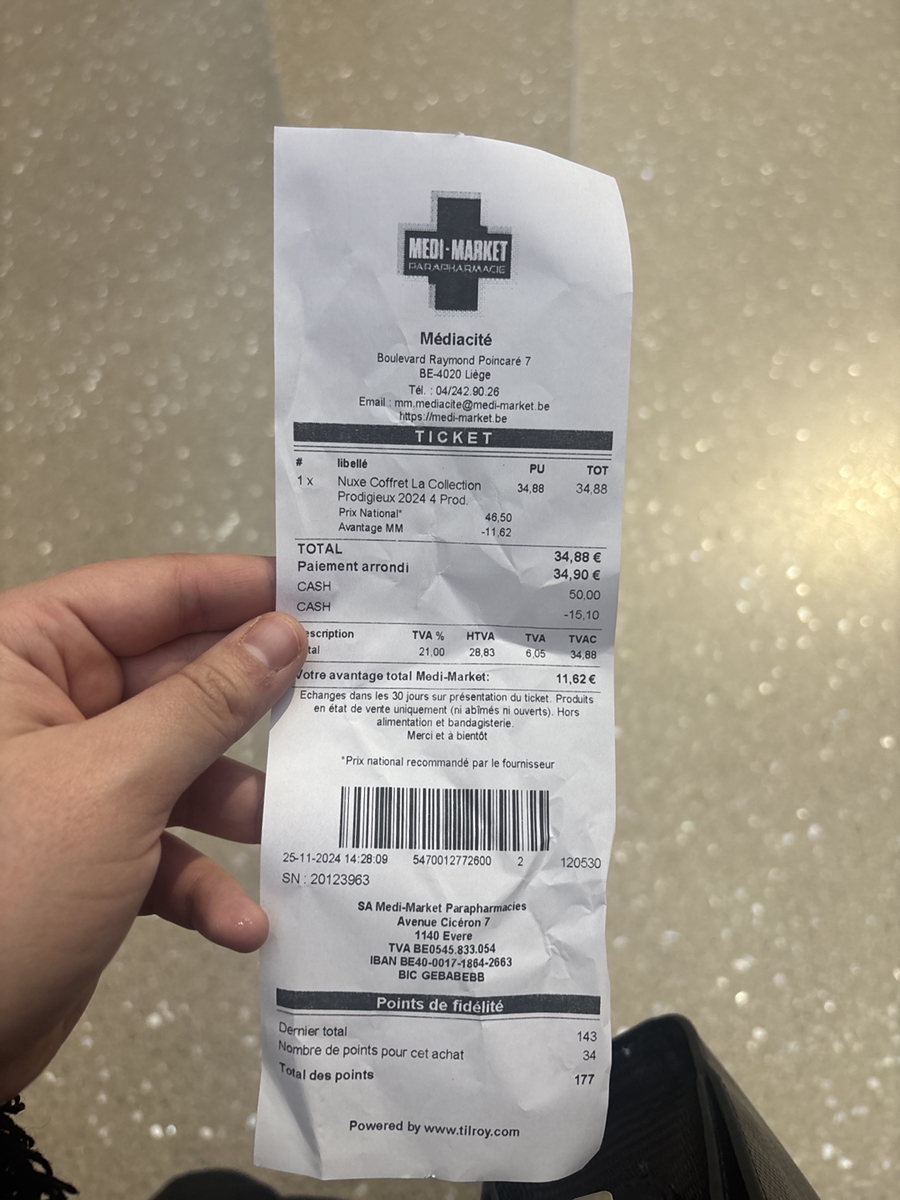 MEDI-MARKET
PARAPHARMACIE
Médiacité
Boulevard Raymond Poincaré 7
BE-4020 Liège
Tél. : 04/242.90.26
Email : mm.mediacite@medi-market.be
https://medi-market.be
TICKET
# libellé PU TOT
1 x Nuxe Coffret La Collection 34,88 34,88
Prodigieux 2024 4 Prod.
Prix National* 46,50
Avantage MM -11,62
TOTAL 34,88 €
Paiement arrondi 34,90 €
CASH 50,00
CASH -15,10
escription TVA % HTVA TVA TVAC
tal 21,00 28,83 6,05 34,88
Votre avantage total Medi-Market: 11,62 €
Echanges dans les 30 jours sur présentation du ticket. Produits
en état de vente uniquement (ni abîmés ni ouverts). Hors
alimentation et bandagisterie.
Merci et à bientôt
*Prix national recommandé par le fournisseur
25-11-2024 14:28:09 5470012772600 2 120530
SN : 20123963
SA Medi-Market Parapharmacies
Avenue Cicéron 7
1140 Evere
TVA BE0545.833.054
IBAN BE40-0017-1864-2663
BIC GEBABEBB
Points de fidélité
Dernier total 143
Nombre de points pour cet achat 34
Total des points 177
Powered by www.tilroy.com